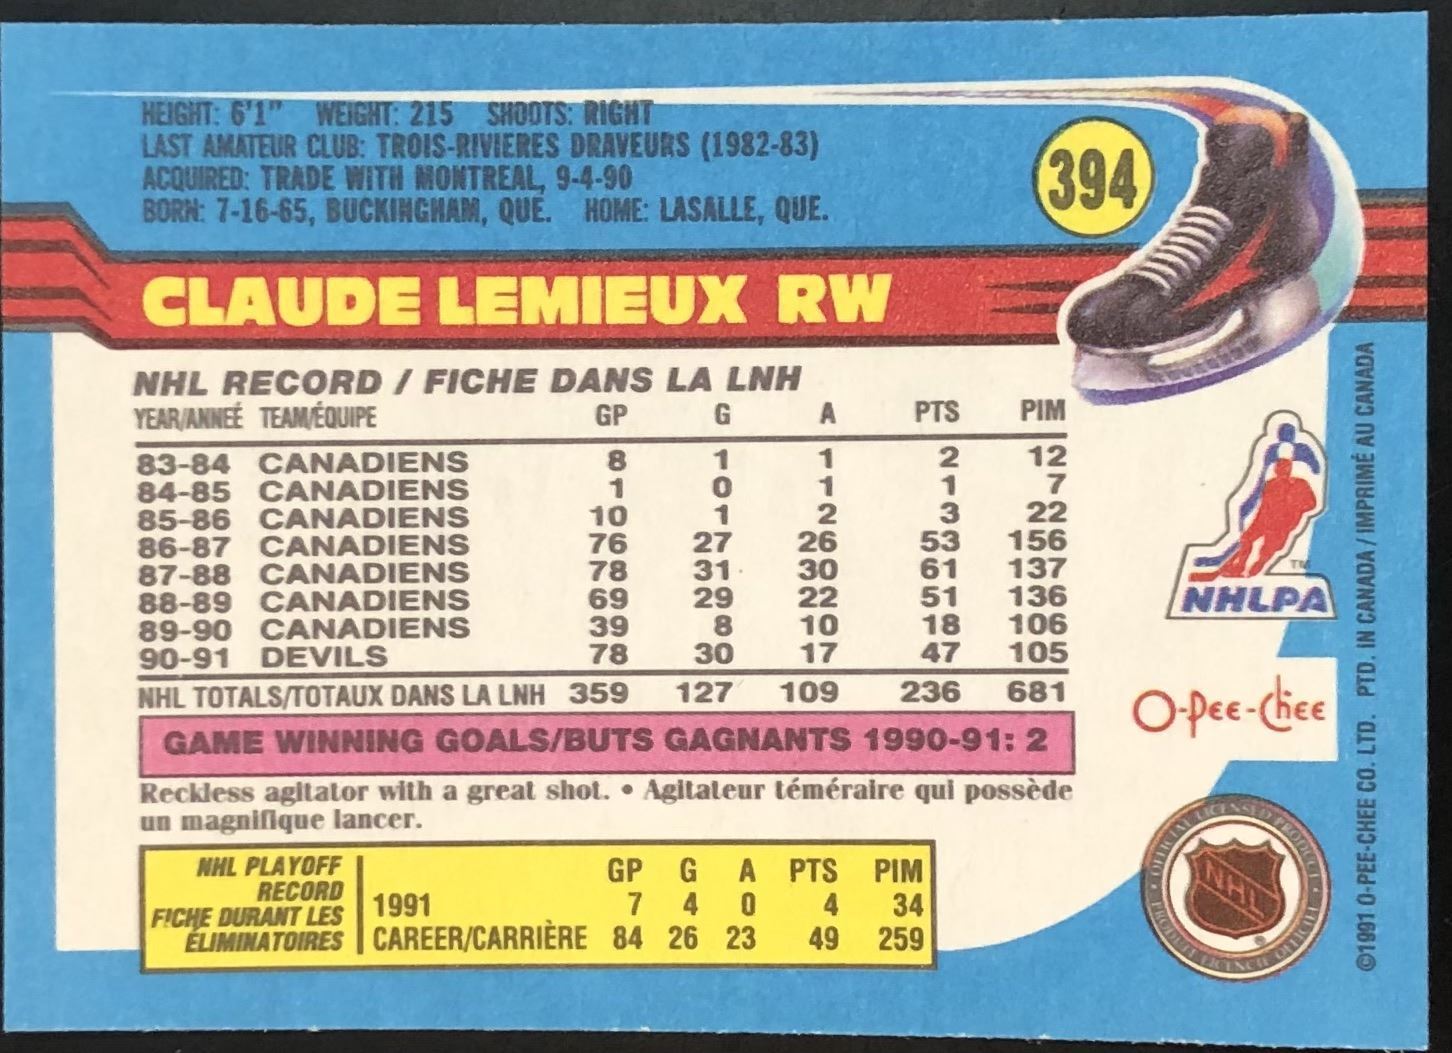 HEIGHT: 6'1" WEIGHT: 215 SHOOTS: RIGHT
LAST AMATEUR CLUB: TROIS-RIVIERES DRAVEURS (1982-83)
ACQUIRED: TRADE WITH MONTREAL, 9-4-90
BORN: 7-16-65, BUCKINGHAM, QUE. HOME: LASALLE, QUE.
394
CLAUDE LEMIEUX RW
NHL RECORD / FICHE DANS LA LNH
YEAR/ANNEÉ TEAM/ÉQUIPE GP G A PTS PIM
83-84 CANADIENS 8 1 1 2 12
84-85 CANADIENS 1 0 1 1 7
85-86 CANADIENS 10 1 2 3 22
86-87 CANADIENS 76 27 26 53 156
87-88 CANADIENS 78 31 30 61 137
88-89 CANADIENS 69 29 22 51 136
89-90 CANADIENS 39 8 10 18 106
90-91 DEVILS 78 30 17 47 105
NHL TOTALS/TOTAUX DANS LA LNH 359 127 109 236 681
GAME WINNING GOALS/BUTS GAGNANTS 1990-91: 2
Reckless agitator with a great shot. • Agitateur téméraire qui possède
un magnifique lancer.
NHL PLAYOFF
RECORD
FICHE DURANT LES
ÉLIMINATOIRES
GP G A PTS PIM
1991 7 4 0 4 34
CAREER/CARRIÈRE 84 26 23 49 259
TM
NHLPA
O-PEE-CHEE
OFFICIAL LICENSED PRODUCT
NHL
®
PRODUIT LICENCIÉ OFFICIEL
©1991 O-PEE-CHEE CO. LTD. PTD. IN CANADA / IMPRIMÉ AU CANADA